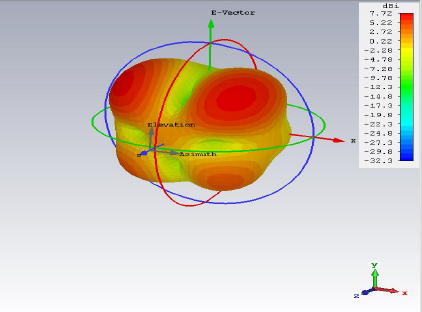 dBi
7.72
5.22
2.72
0.22
-2.28
-4.78
-7.28
-9.78
-12.3
-14.8
-17.3
-19.8
-22.3
-24.8
-27.3
-29.8
-32.3
E-Vector
Elevation
x
Azimuth
y
z
x